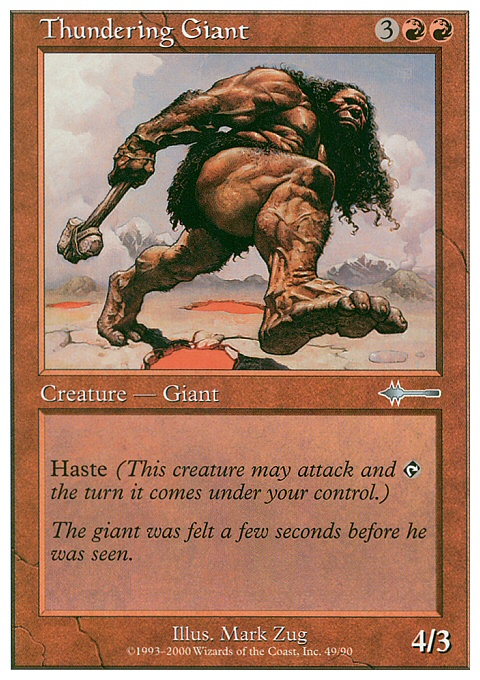 Thundering Giant 3
Creature — Giant
Haste (This creature may attack and
the turn it comes under your control.)
The giant was felt a few seconds before he
was seen.
Illus. Mark Zug
©1993-2000 Wizards of the Coast, Inc. 49/90
4/3